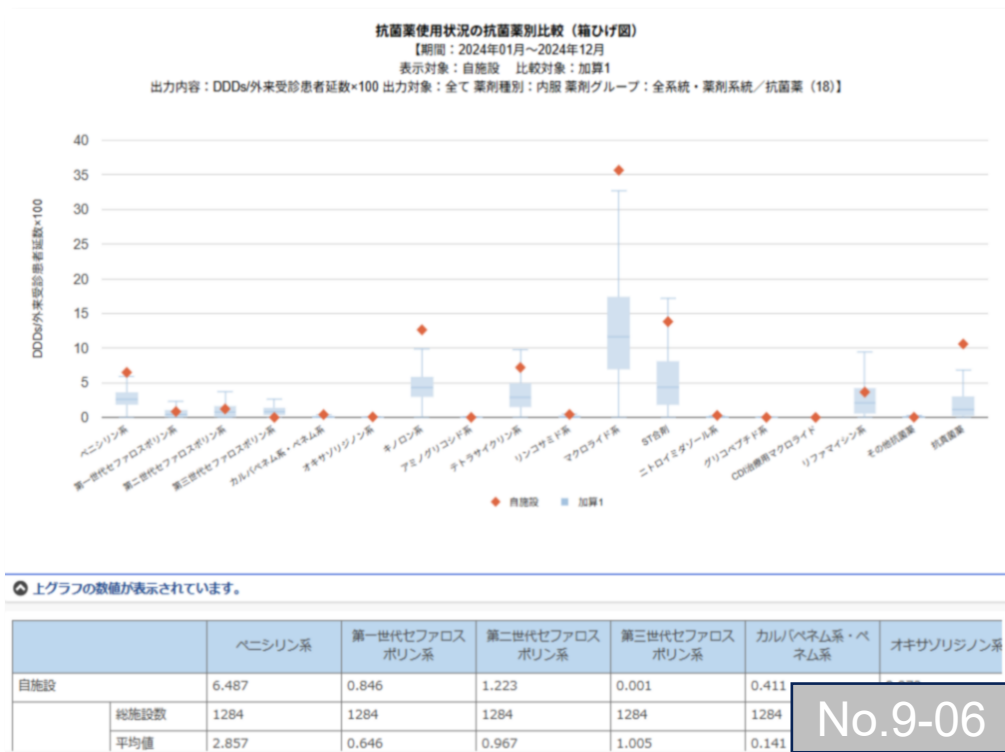 抗菌薬使用状況の抗菌薬別比較（箱ひげ図）
【期間：2024年01月～2024年12月
表示対象：自施設　比較対象：加算1
出力内容：DDDs/外来受診患者延数×100 出力対象：全て 薬剤種別：内服 薬剤グループ：全系統・薬剤系統／抗菌薬（18）】
DDDs/外来受診患者延数×100
40
35
30
25
20
15
10
5
0
ペニシリン系
第一世代セファロスポリン系
第二世代セファロスポリン系
第三世代セファロスポリン系
カルバペネム系・ペネム系
オキサゾリジノン系
キノロン系
アミノグリコシド系
テトラサイクリン系
リンコサミド系
マクロライド系
ST合剤
ニトロイミダゾール系
グリコペプチド系
CDI治療用マクロライド
リファマイシン系
その他抗菌薬
抗真菌薬
自施設 加算1
上グラフの数値が表示されています。
ペニシリン系 第一世代セファロスポリン系 第二世代セファロスポリン系 第三世代セファロスポリン系 カルバペネム系・ペネム系 オキサゾリジノン系
自施設 6.487 0.846 1.223 0.001 0.411
総施設数 1284 1284 1284 1284 1284
平均値 2.857 0.646 0.967 1.005 0.141
No.9-06